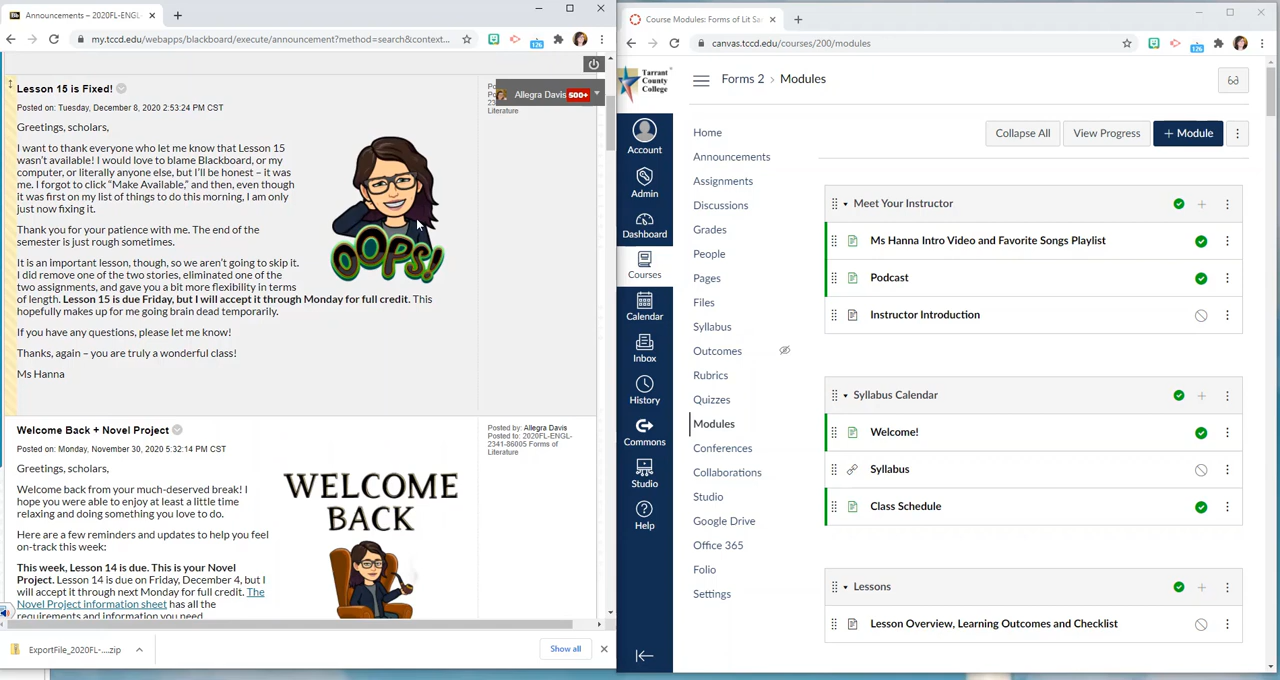 Announcements – 2020FL-ENGL-
my.tccd.edu/webapps/blackboard/execute/announcement?method=search&context...
126
Lesson 15 is Fixed!
Posted on: Tuesday, December 8, 2020 2:53:24 PM CST
Allegra Davis 500+
Literature
Greetings, scholars,
I want to thank everyone who let me know that Lesson 15
wasn't available! I would love to blame Blackboard, or my
computer, or literally anyone else, but I'll be honest – it was
me. I forgot to click "Make Available," and then, even though
it was first on my list of things to do this morning, I am only
just now fixing it.
Thank you for your patience with me. The end of the
semester is just rough sometimes.
It is an important lesson, though, so we aren't going to skip it.
I did remove one of the two stories, eliminated one of the
two assignments, and gave you a bit more flexibility in terms
of length. Lesson 15 is due Friday, but I will accept it through Monday for full credit. This
hopefully makes up for me going brain dead temporarily.
If you have any questions, please let me know!
Thanks, again – you are truly a wonderful class!
Ms Hanna
OOPS!
Welcome Back + Novel Project
Posted on: Monday, November 30, 2020 5:32:14 PM CST
Posted by: Allegra Davis
Posted to: 2020FL-ENGL-
2341-86005 Forms of
Literature
Greetings, scholars,
Welcome back from your much-deserved break! I
hope you were able to enjoy at least a little time
relaxing and doing something you love to do.
Here are a few reminders and updates to help you feel
on-track this week:
This week, Lesson 14 is due. This is your Novel
Project. Lesson 14 is due on Friday, December 4, but I
will accept it through next Monday for full credit. The
Novel Project information sheet has all the
requirements and information you need
WELCOME
BACK
ExportFile_2020FL-....zip
Show all
Course Modules: Forms of Lit Sa
canvas.tccd.edu/courses/200/modules
126
Tarrant
County
College
Account
Admin
Dashboard
Courses
Calendar
Inbox
History
Commons
Studio
Help
Forms 2 > Modules
Home
Announcements
Assignments
Discussions
Grades
People
Pages
Files
Syllabus
Outcomes
Rubrics
Quizzes
Modules
Conferences
Collaborations
Studio
Google Drive
Office 365
Folio
Settings
Collapse All
View Progress
+ Module
Meet Your Instructor
Ms Hanna Intro Video and Favorite Songs Playlist
Podcast
Instructor Introduction
Syllabus Calendar
Welcome!
Syllabus
Class Schedule
Lessons
Lesson Overview, Learning Outcomes and Checklist